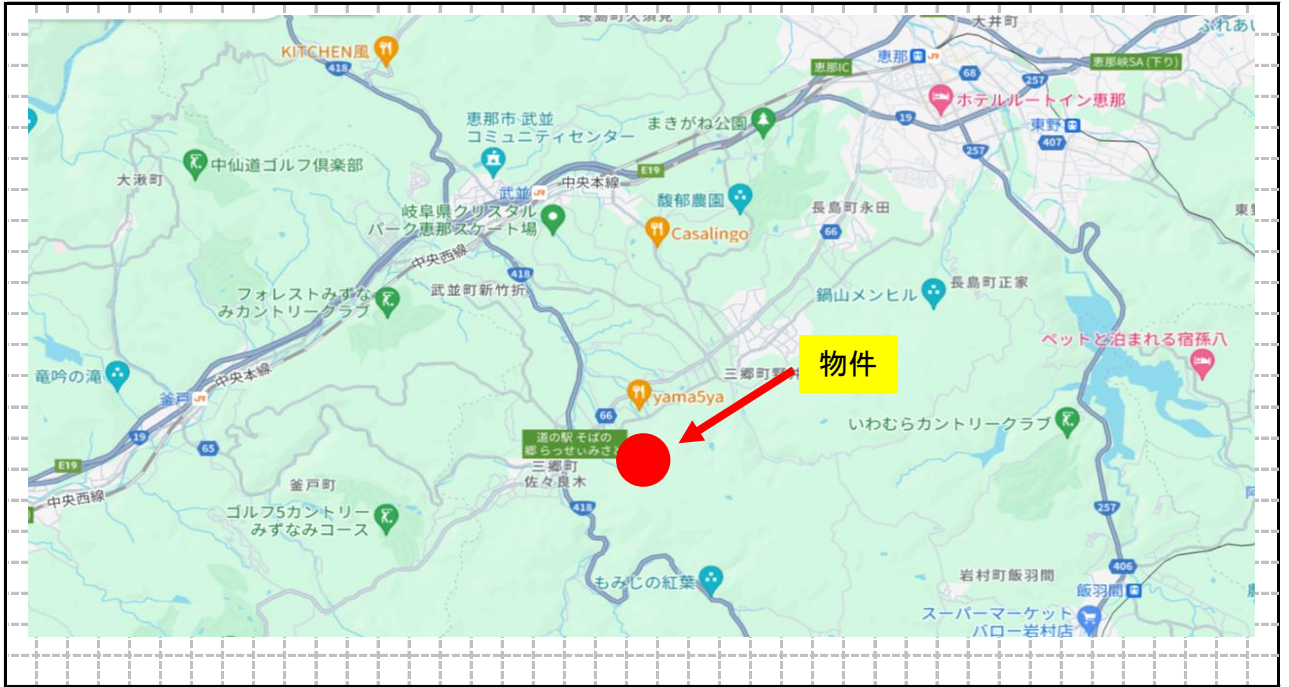 長島町久須見
大井町
KITCHEN風
418
恵那IC
恵那
JR
68
257
恵那峡SA (下り)
ホテルルートイン恵那
恵那市 武並
コミュニティセンター
まきがね公園
19
東野
407
257
中仙道ゴルフ倶楽部
大湫町
E19
武並
JR
中央本線
馥郁農園
長島町永田
66
岐阜県クリスタル
パーク恵那スケート場
Casalingo
中央西線
418
武並町新竹折
フォレストみずな
みカントリークラブ
鍋山メンヒル
長島町正家
ペットと泊まれる宿孫八
物件
竜吟の滝
中央本線
釜戸
JR
三郷町野井
yama5ya
66
いわむらカントリークラブ
19
65
道の駅 そばの
郷 らっせぃみさと
三郷町
佐々良木
E19
釜戸町
中央西線
418
257
ゴルフ5カントリー
みずなみコース
406
もみじの紅葉
岩村町飯羽間
飯羽間
スーパーマーケット
バロー岩村店